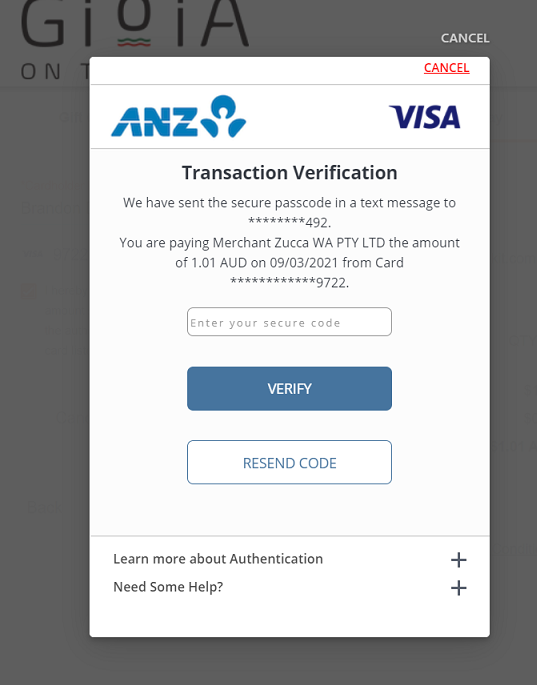 GIOIA
CANCEL
ON T
CANCEL
ANZ
VISA
Transaction Verification
We have sent the secure passcode in a text message to
********492.
You are paying Merchant Zucca WA PTY LTD the amount
of 1.01 AUD on 09/03/2021 from Card
************9722.
Enter your secure code
VERIFY
RESEND CODE
Learn more about Authentication
Need Some Help?